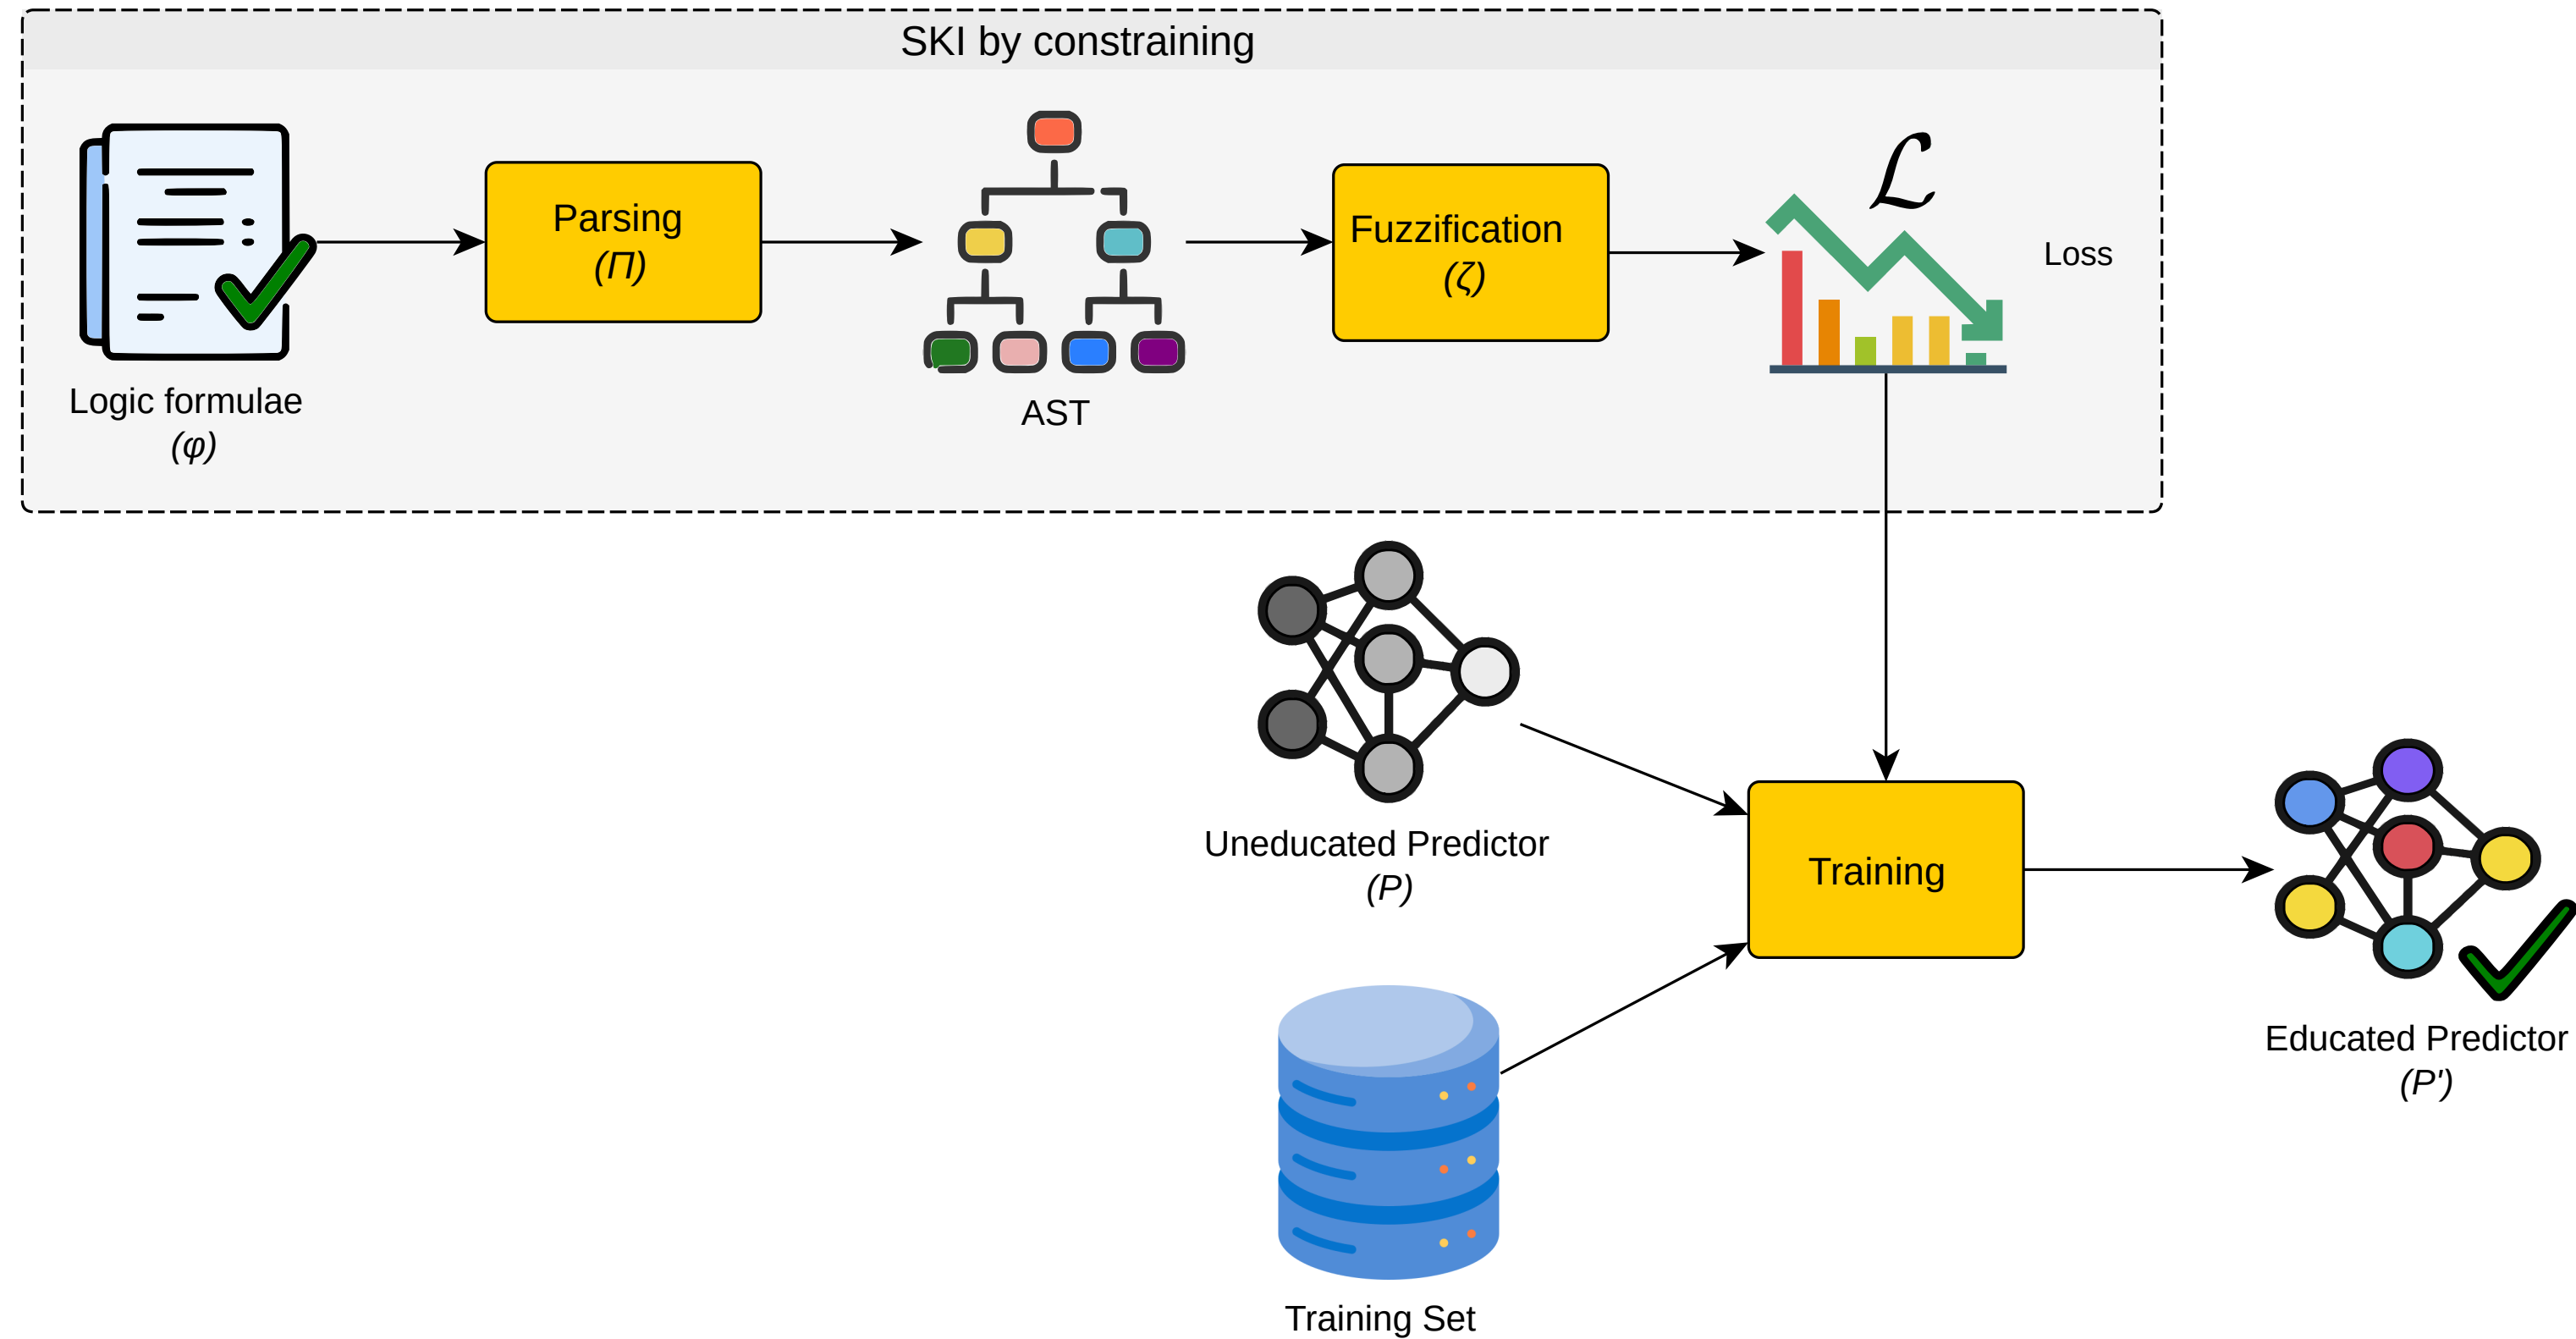 SKI by constraining
Logic formulae
(φ)
Parsing
(Π)
AST
Fuzzification
(ζ)
ℒ
Loss
Uneducated Predictor
(P)
Training Set
Training
Educated Predictor
(P')